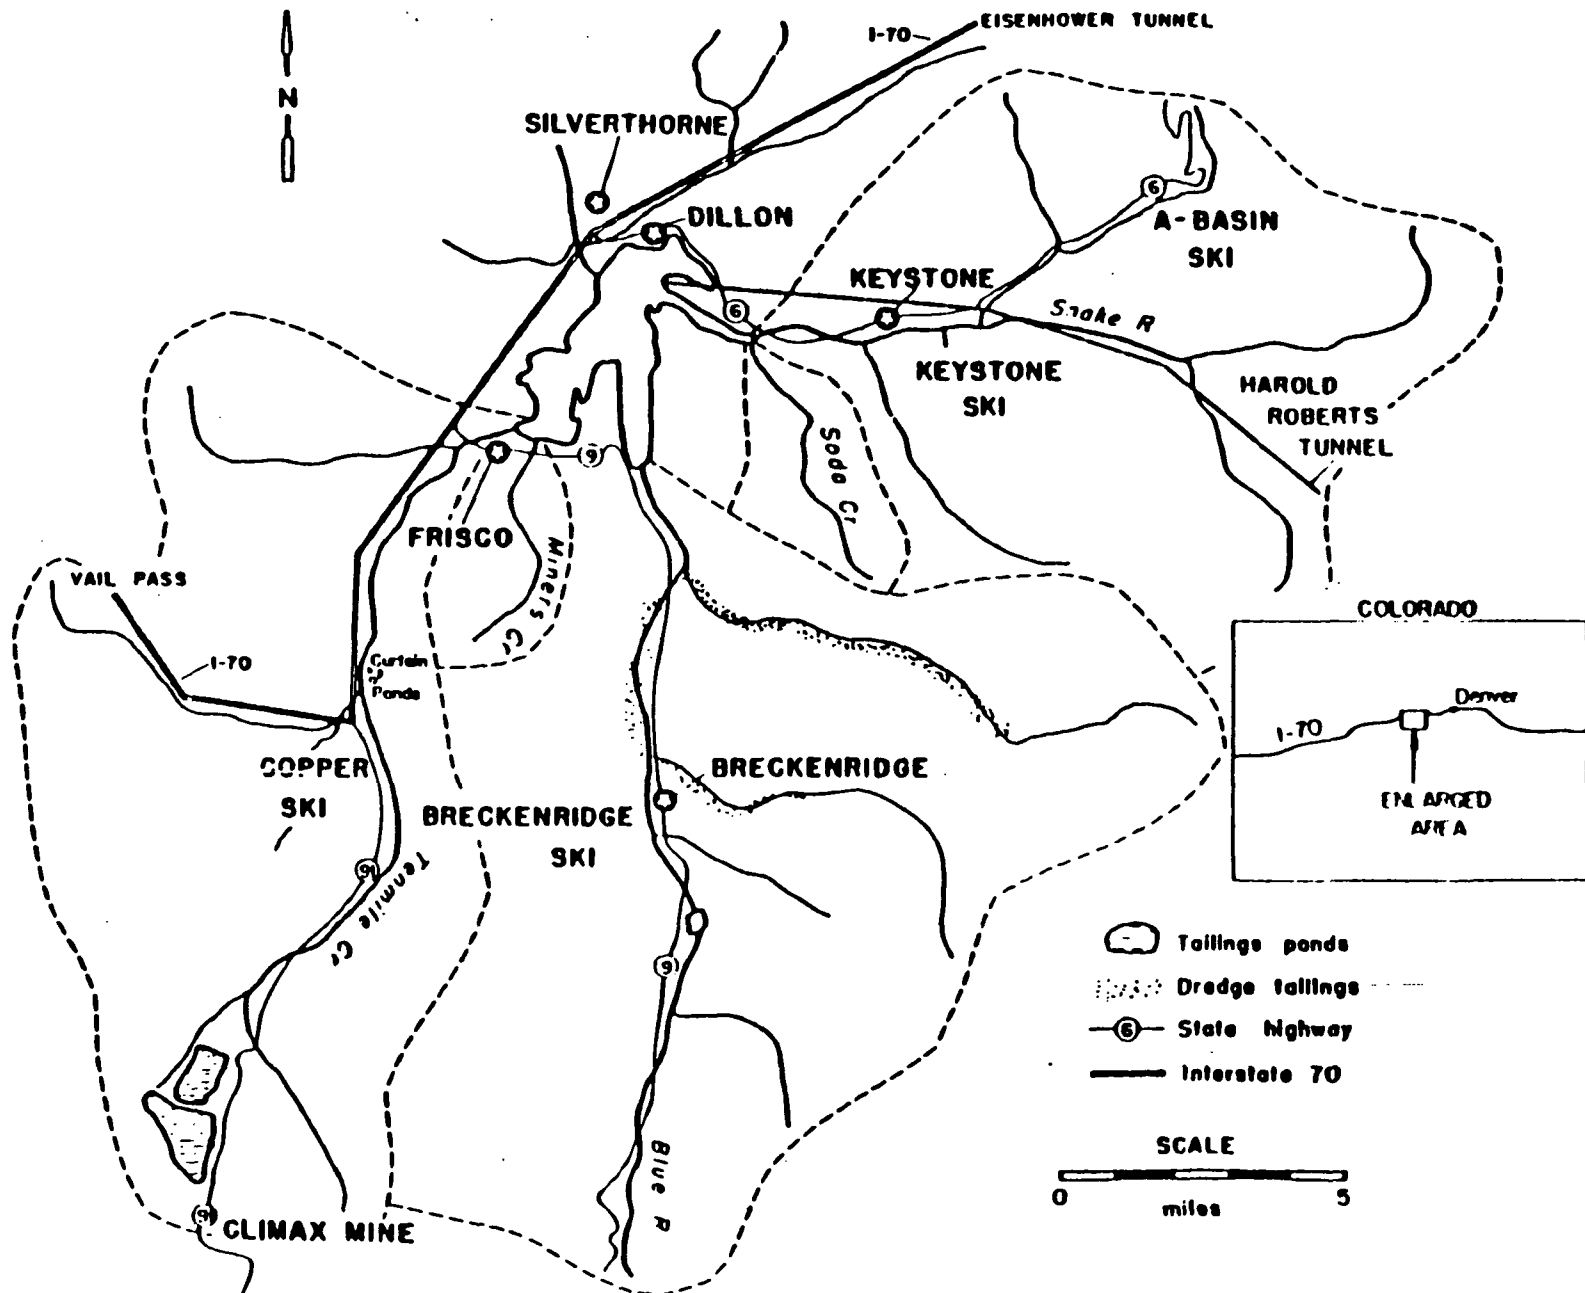 EISENHOWER TUNNEL
I-70
N
SILVERTHORNE
DILLON
6
A-BASIN
SKI
KEYSTONE
6
Snake R
KEYSTONE
SKI
HAROLD
ROBERTS
TUNNEL
Soda Cr
9
FRISCO
Miners Cr
VAIL PASS
I-70
Curtain
Ponds
COPPER
SKI
BRECKENRIDGE
BRECKENRIDGE
SKI
Tenmile Cr
9
Blue R
CLIMAX MINE
COLORADO
Denver
I-70
ENLARGED
AREA
Tailings ponds
Dredge tailings
6 State highway
Interstate 70
SCALE
0 5
miles